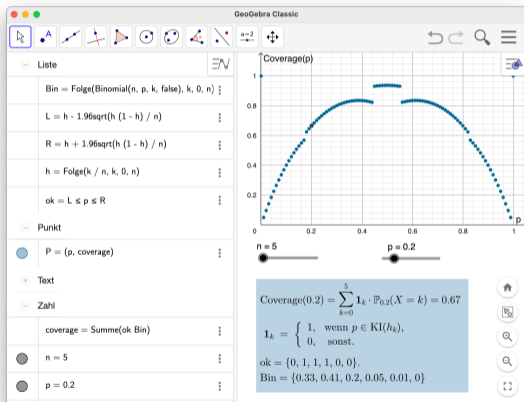 GeoGebra Classic
A
a=2
Liste
Bin = Folge(Binomial(n, p, k, false), k, 0, n)
L = h - 1.96sqrt(h (1 - h) / n)
R = h + 1.96sqrt(h (1 - h) / n)
h = Folge(k / n, k, 0, n)
ok = L ≤ p ≤ R
Punkt
P = (p, coverage)
Text
Zahl
coverage = Summe(ok Bin)
n = 5
p = 0.2
Coverage(p)
1
0.8
0.6
0.4
0.2
0 0.2 0.4 0.6 0.8 1
p
n = 5 p = 0.2
Coverage(0.2) = ∑_{k=0}^{5} 1ₖ · ℙ₀.₂(X = k) = 0.67
1ₖ = { 1, wenn p ∈ KI(hₖ),
0, sonst.
ok = {0, 1, 1, 1, 0, 0}.
Bin = {0.33, 0.41, 0.2, 0.05, 0.01, 0}